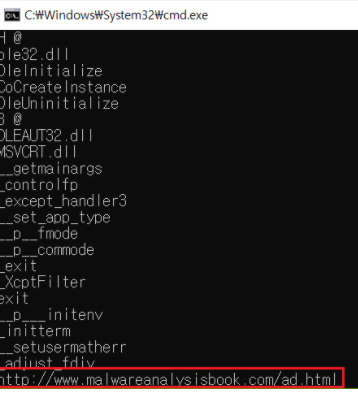 C:₩Windows₩System32₩cmd.exe
H @
ole32.dll
OleInitialize
CoCreateInstance
OleUninitialize
8 @
OLEAUT32.dll
MSVCRT.dll
__getmainargs
_controlfp
_except_handler3
__set_app_type
__p__fmode
__p__commode
_exit
_XcptFilter
exit
__p___initenv
_initterm
__setusermatherr
_adjust_fdiv
http://www.malwareanalysisbook.com/ad.html